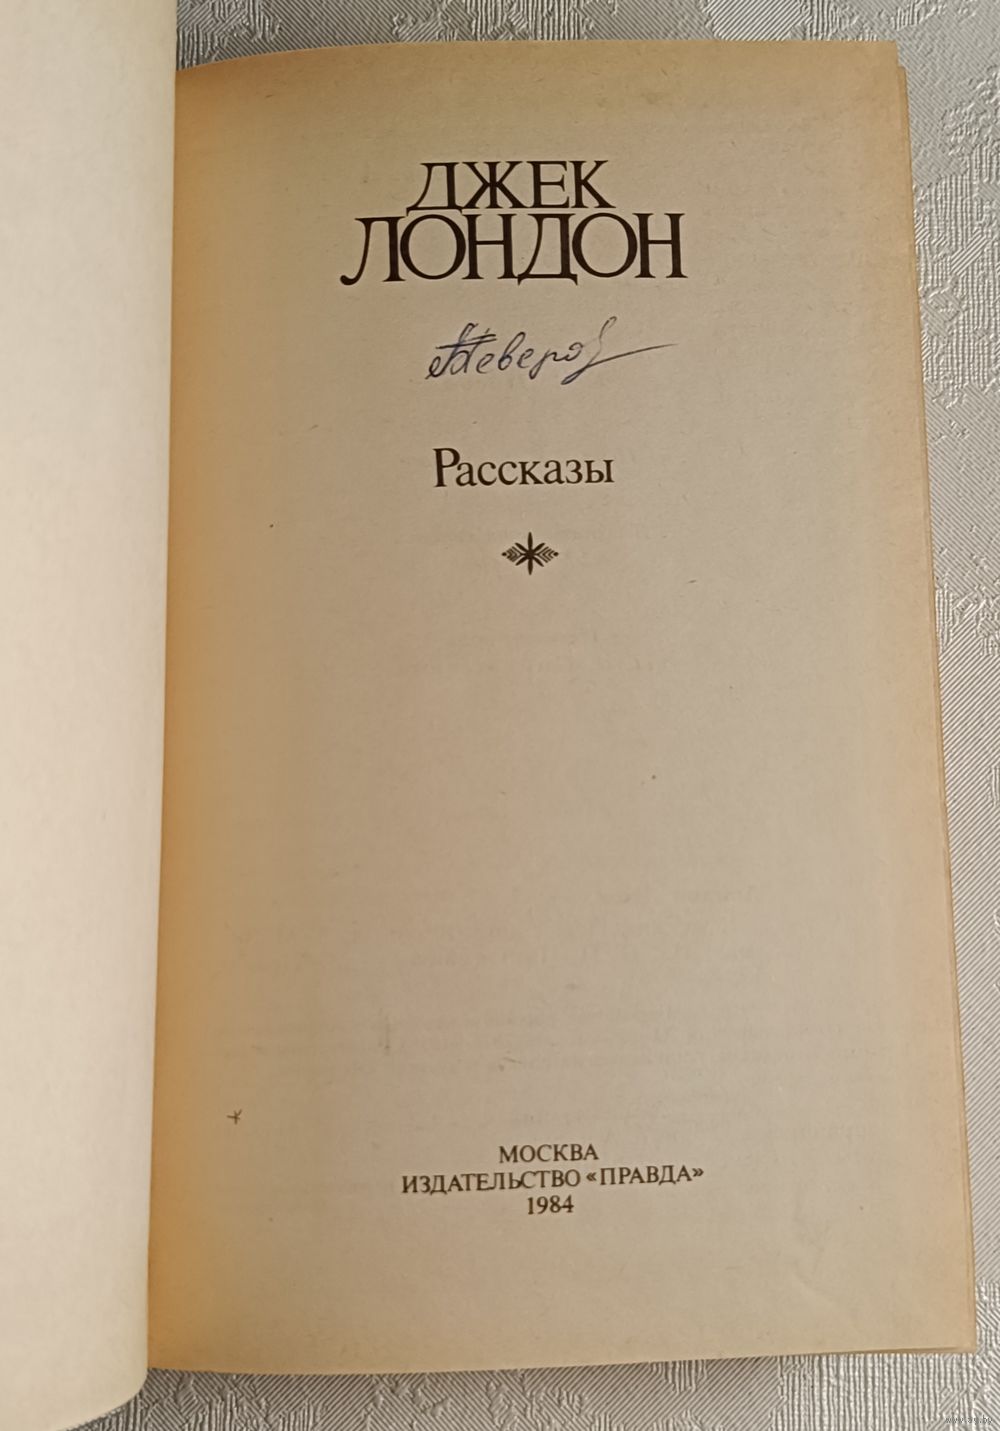 ДЖЕК
ЛОНДОН
Рассказы
МОСКВА
ИЗДАТЕЛЬСТВО «ПРАВДА»
1984